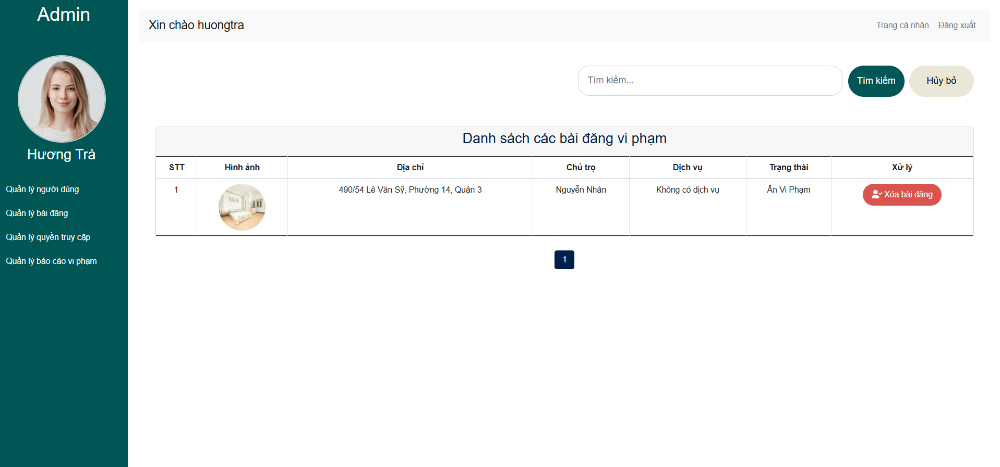 Admin
Hương Trà
Quản lý người dùng
Quản lý bài đăng
Quản lý quyền truy cập
Quản lý báo cáo vi phạm
Xin chào huongtra
Trang cá nhân Đăng xuất
Tìm kiếm... Tìm kiếm Hủy bỏ
Danh sách các bài đăng vi phạm
STT Hình ảnh Địa chỉ Chủ trọ Dịch vụ Trạng thái Xử lý
1 490/54 Lê Văn Sỹ, Phường 14, Quận 3 Nguyễn Nhân Không có dịch vụ Ẩn Vi Phạm Xóa bài đăng
1